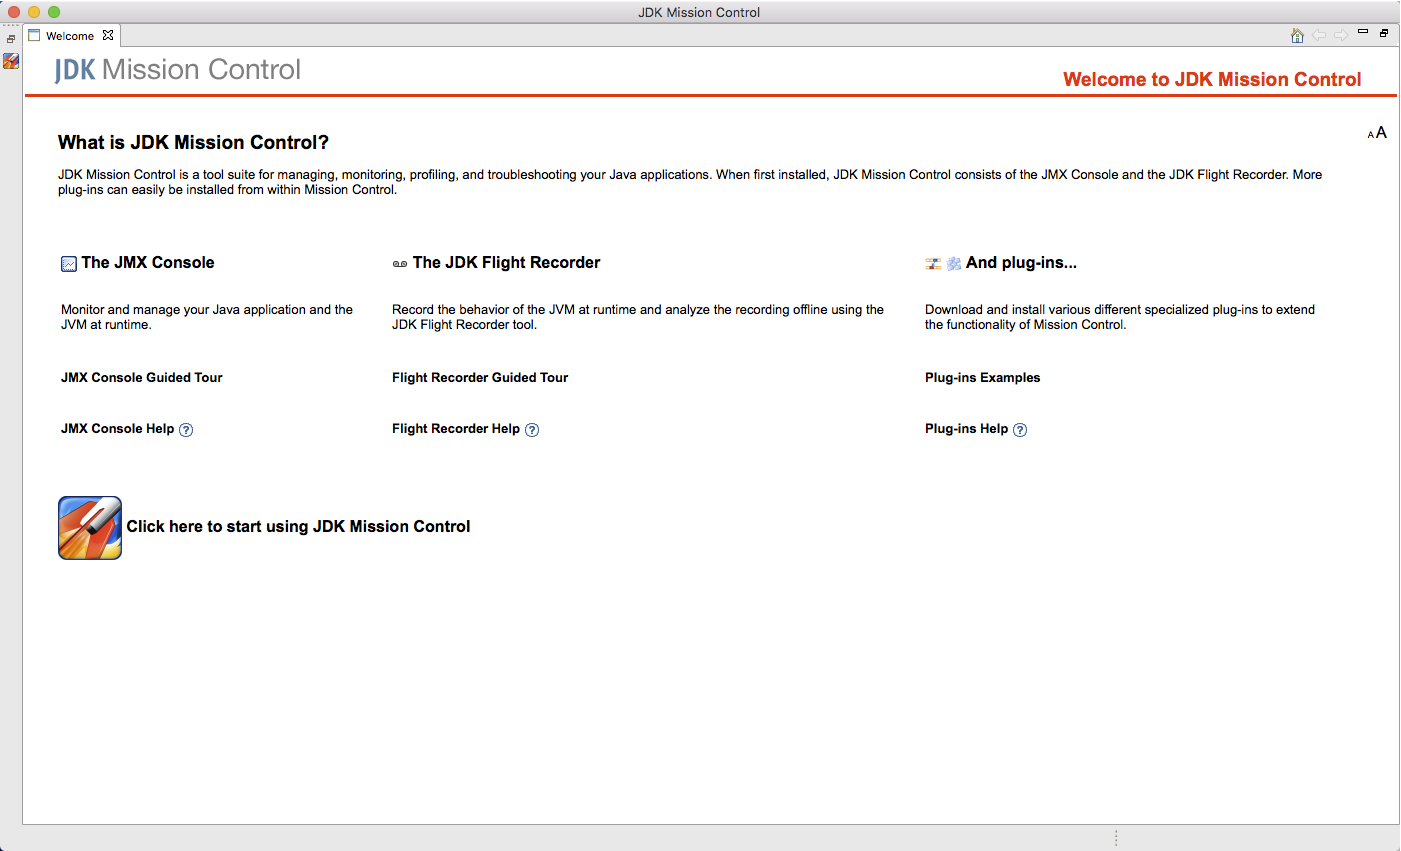 JDK Mission Control
Welcome
JDK Mission Control
Welcome to JDK Mission Control
What is JDK Mission Control?
A A
JDK Mission Control is a tool suite for managing, monitoring, profiling, and troubleshooting your Java applications. When first installed, JDK Mission Control consists of the JMX Console and the JDK Flight Recorder. More
plug-ins can easily be installed from within Mission Control.
The JMX Console
Monitor and manage your Java application and the
JVM at runtime.
JMX Console Guided Tour
JMX Console Help ?
The JDK Flight Recorder
Record the behavior of the JVM at runtime and analyze the recording offline using the
JDK Flight Recorder tool.
Flight Recorder Guided Tour
Flight Recorder Help ?
And plug-ins...
Download and install various different specialized plug-ins to extend
the functionality of Mission Control.
Plug-ins Examples
Plug-ins Help ?
Click here to start using JDK Mission Control